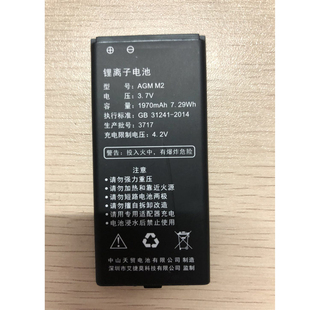 锂离子电池
型号: AGM M2
电压: 3.7V
容量: 1970mAh 7.29Wh
执行标准: GB 31241-2014
生产批号: 3717
充电限制电压: 4.2V
警告: 投入火中, 有爆炸危险
注意!
●请勿强力重压
●请勿加热和靠近火源
●请勿短路电池两极
●请勿擅自拆卸改造
●请用专用适配器充电
●电池浸水后禁止使用
中山天贸电池有限公司 制造
深圳市艾捷莫科技有限公司 监制